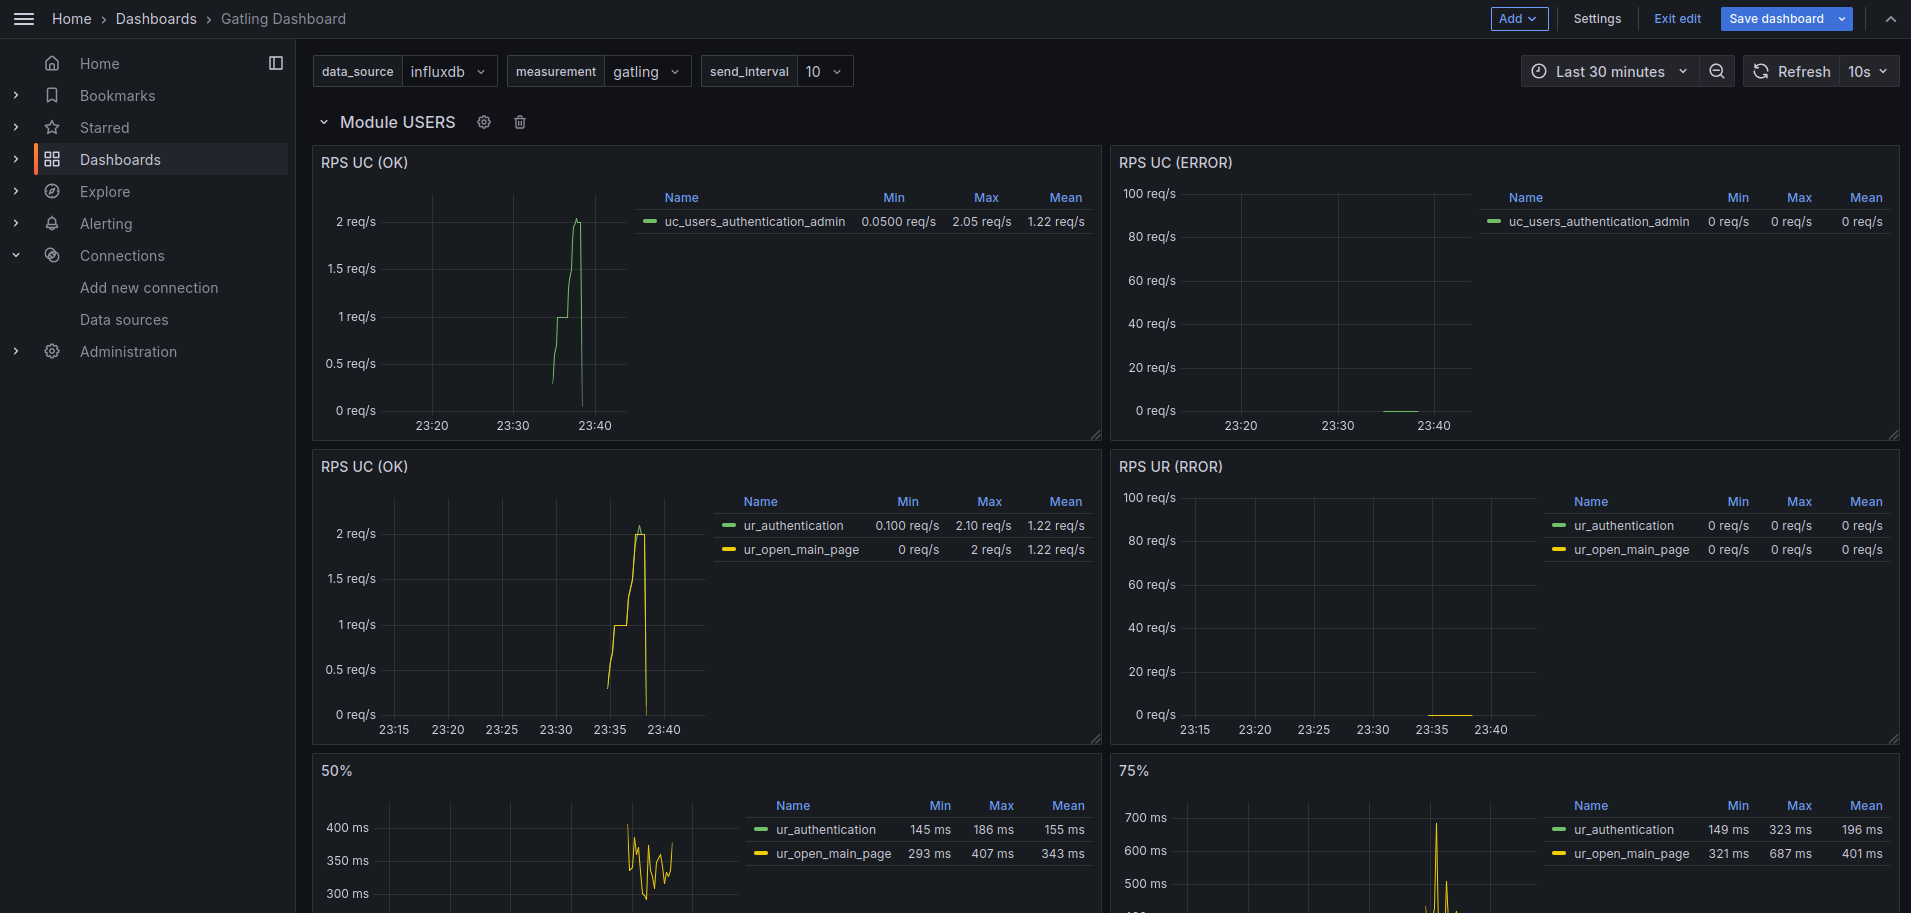 Home › Dashboards › Gatling Dashboard
Add
Settings
Exit edit
Save dashboard
Home
Bookmarks
Starred
Dashboards
Explore
Alerting
Connections
Add new connection
Data sources
Administration
data_source influxdb
measurement gatling
send_interval 10
Last 30 minutes
Refresh 10s
Module USERS
RPS UC (OK)
2 req/s
1.5 req/s
1 req/s
0.5 req/s
0 req/s
23:20 23:30 23:40
Name Min Max Mean
uc_users_authentication_admin 0.0500 req/s 2.05 req/s 1.22 req/s
RPS UC (ERROR)
100 req/s
80 req/s
60 req/s
40 req/s
20 req/s
0 req/s
23:20 23:30 23:40
Name Min Max Mean
uc_users_authentication_admin 0 req/s 0 req/s 0 req/s
RPS UC (OK)
2 req/s
1.5 req/s
1 req/s
0.5 req/s
0 req/s
23:15 23:20 23:25 23:30 23:35 23:40
Name Min Max Mean
ur_authentication 0.100 req/s 2.10 req/s 1.22 req/s
ur_open_main_page 0 req/s 2 req/s 1.22 req/s
RPS UR (RROR)
100 req/s
80 req/s
60 req/s
40 req/s
20 req/s
0 req/s
23:15 23:20 23:25 23:30 23:35 23:40
Name Min Max Mean
ur_authentication 0 req/s 0 req/s 0 req/s
ur_open_main_page 0 req/s 0 req/s 0 req/s
50%
400 ms
350 ms
300 ms
Name Min Max Mean
ur_authentication 145 ms 186 ms 155 ms
ur_open_main_page 293 ms 407 ms 343 ms
75%
700 ms
600 ms
500 ms
Name Min Max Mean
ur_authentication 149 ms 323 ms 196 ms
ur_open_main_page 321 ms 687 ms 401 ms